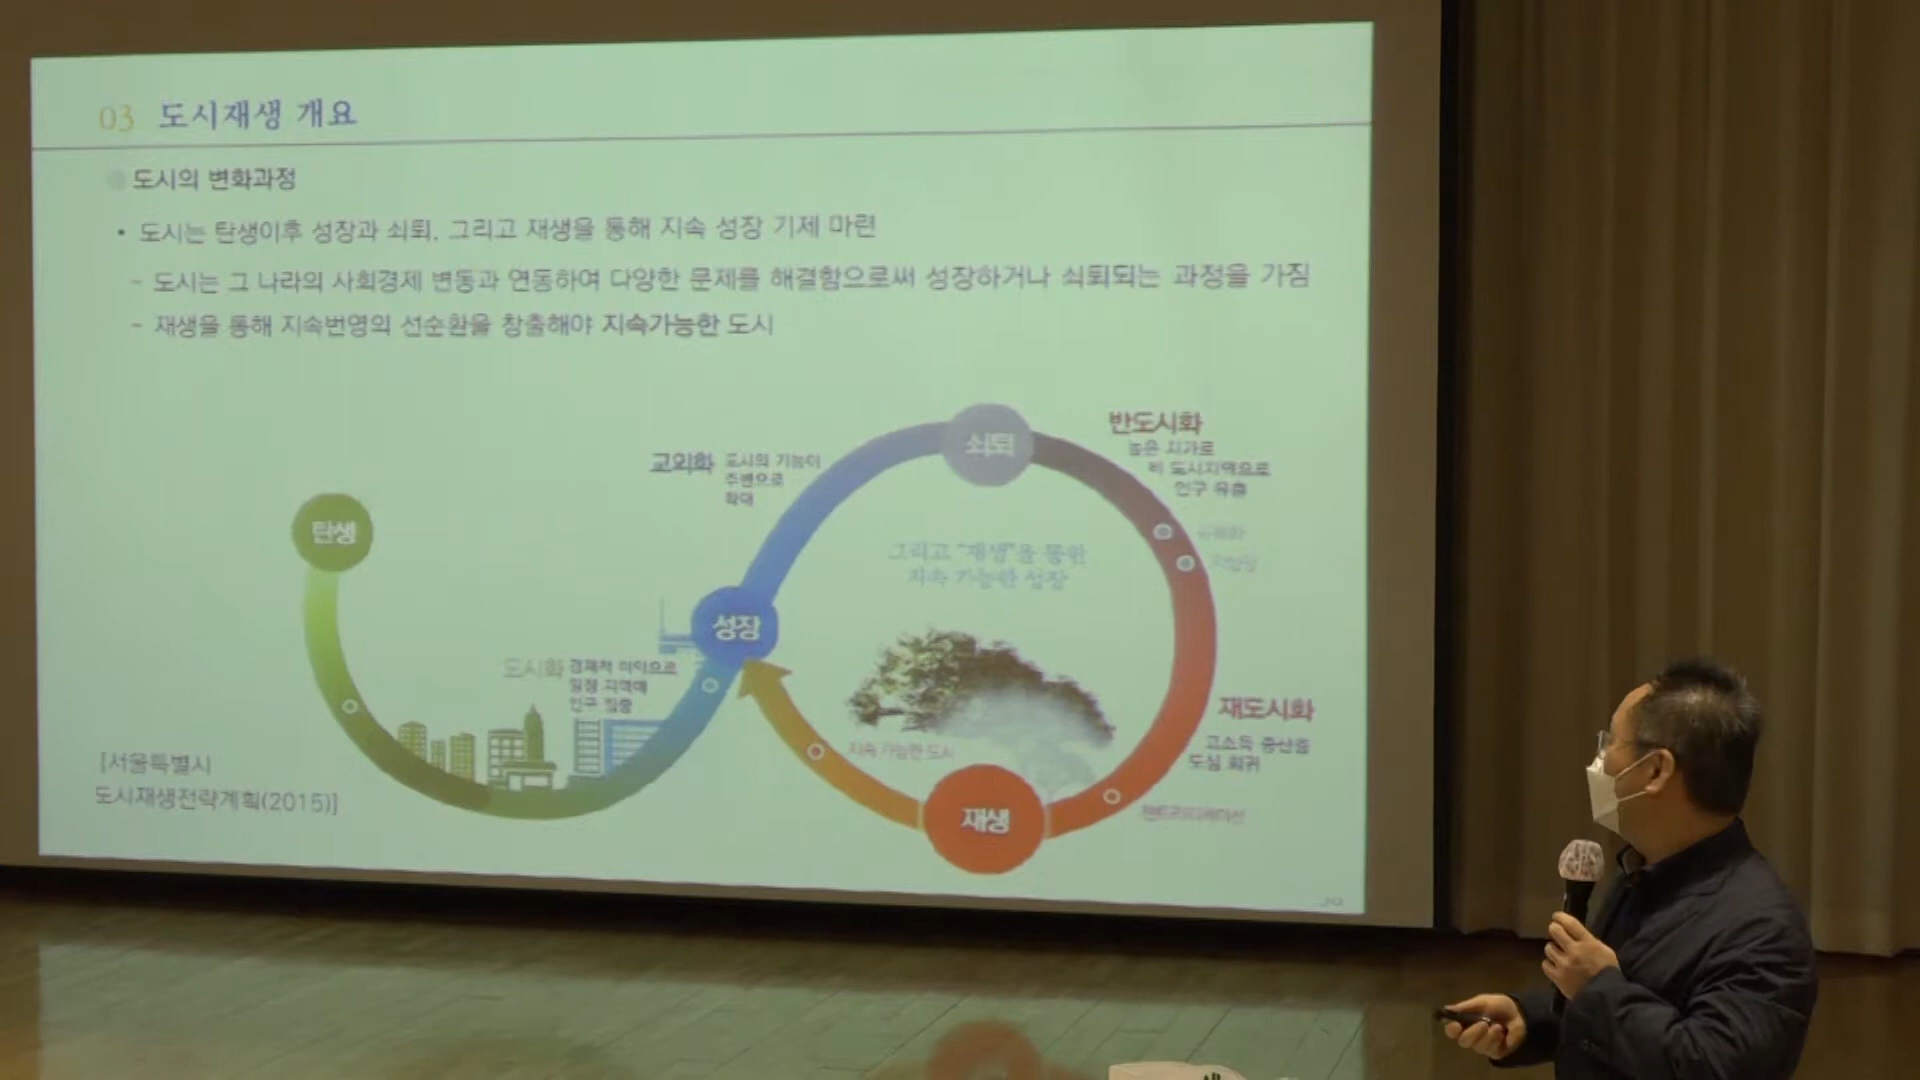 03 도시재생 개요
도시의 변화과정
• 도시는 탄생이후 성장과 쇠퇴, 그리고 재생을 통해 지속 성장 기제 마련
- 도시는 그 나라의 사회경제 변동과 연동하여 다양한 문제를 해결함으로써 성장하거나 쇠퇴되는 과정을 가짐
- 재생을 통해 지속번영의 선순환을 창출해야 지속가능한 도시
탄생
도시화
경제적 이익으로
일정 지역에
인구 집중
성장
교외화
도시의 기능이
주변으로
확대
쇠퇴
반도시화
높은 지가로
비 도시지역으로
인구 유출
그리고 "재생"을 통한
지속 가능한 성장
재도시화
고소득 중산층
도심 회귀
젠트리피케이션
재생
지속 가능한 도시
[서울특별시
도시재생전략계획(2015)]